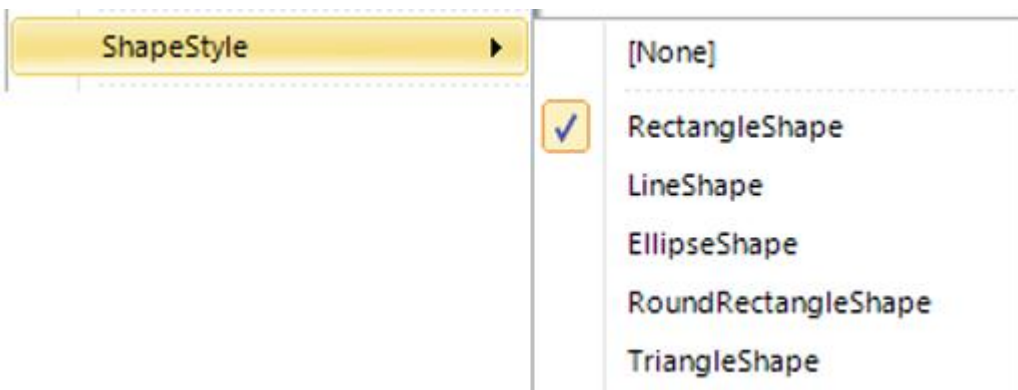 ShapeStyle
[None]
RectangleShape
LineShape
EllipseShape
RoundRectangleShape
TriangleShape